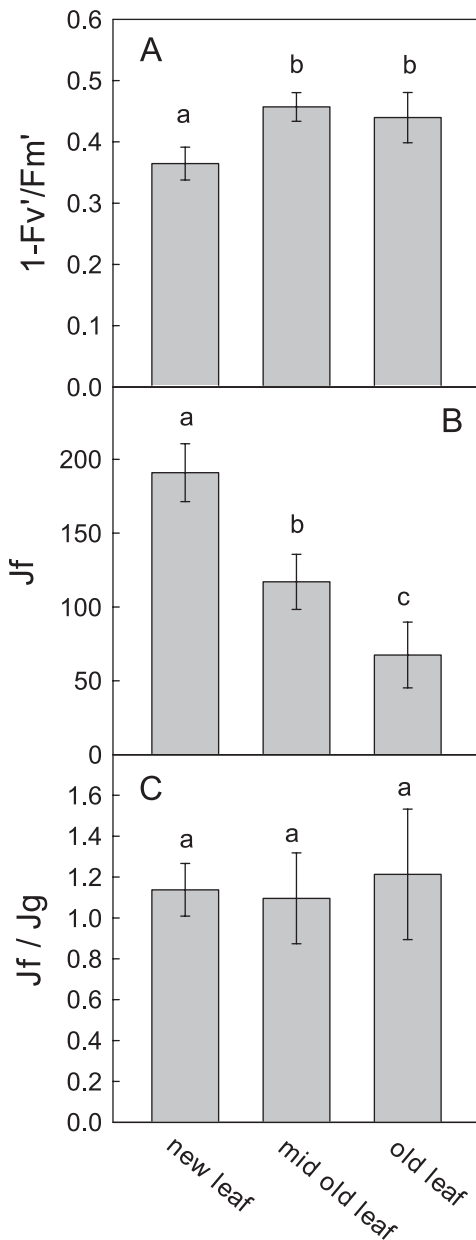 0.6
A
b
b
0.5
a
0.4
1-Fv'/Fm'
0.3
0.2
0.1
0.0
a
B
200
b
150
Jf
c
100
50
0
C
a
1.6
a
a
1.4
1.2
Jf / Jg
1.0
0.8
0.6
0.4
0.2
0.0
new leaf
mid old leaf
old leaf